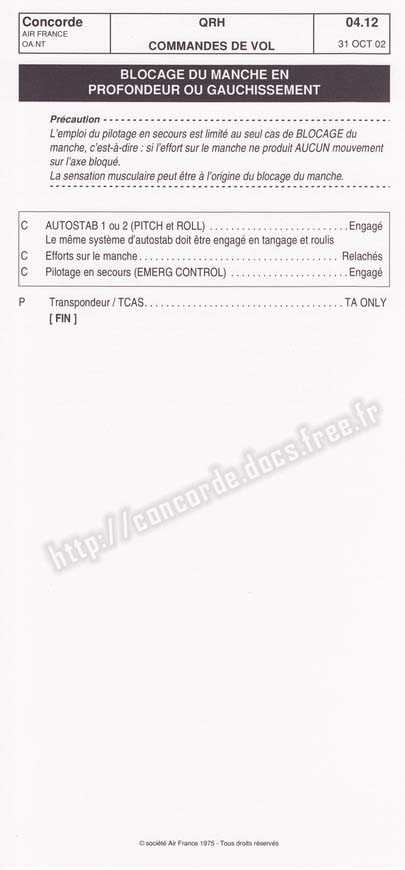 Concorde QRH 04.12
AIR FRANCE
OA.NT COMMANDES DE VOL 31 OCT 02
BLOCAGE DU MANCHE EN
PROFONDEUR OU GAUCHISSEMENT
Précaution
L'emploi du pilotage en secours est limité au seul cas de BLOCAGE du
manche, c'est-à-dire : si l'effort sur le manche ne produit AUCUN mouvement
sur l'axe bloqué.
La sensation musculaire peut être à l'origine du blocage du manche.
C AUTOSTAB 1 ou 2 (PITCH et ROLL) . . . . . . . . . . . . . . . . . . . . . . . . . Engagé
Le même système d'autostab doit être engagé en tangage et roulis
C Efforts sur le manche . . . . . . . . . . . . . . . . . . . . . . . . . . . . . . . . . . . . Relachés
C Pilotage en secours (EMERG CONTROL) . . . . . . . . . . . . . . . . . . . . . Engagé
P Transpondeur / TCAS. . . . . . . . . . . . . . . . . . . . . . . . . . . . . . . . . . . . TA ONLY
[ FIN ]
http://concorde.docs.free.fr
© société Air France 1975 - Tous droits réservés